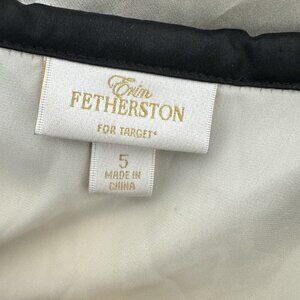 Erin
FETHERSTON
FOR TARGET*
5
MADE IN
CHINA